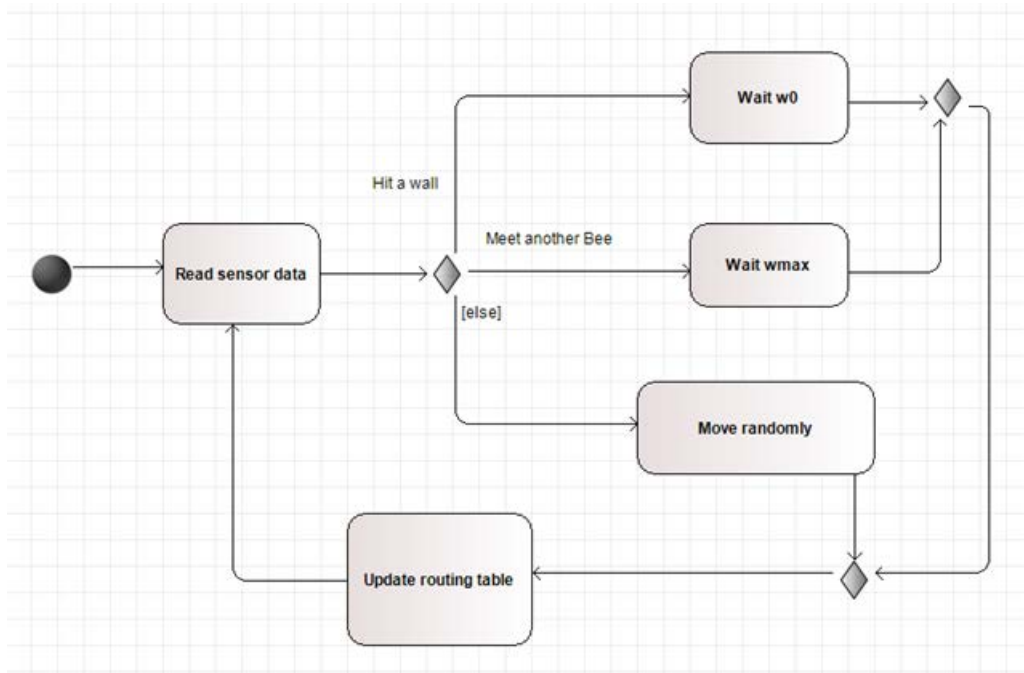 Wait w0
Hit a wall
Meet another Bee
Read sensor data
Wait wmax
[else]
Move randomly
Update routing table